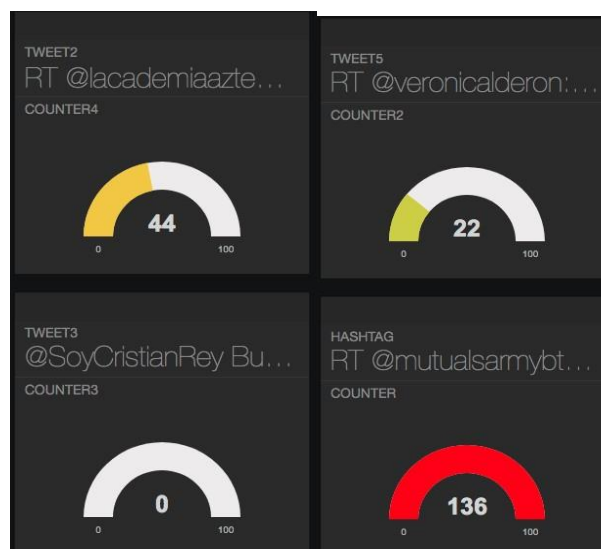 TWEET2
RT @lacademiaazte...
COUNTER4
44
0 100
TWEET5
RT @veronicalderon:...
COUNTER2
22
0 100
TWEET3
@SoyCristianRey Bu...
COUNTER3
0
0 100
HASHTAG
RT @mutualsarmybt...
COUNTER
136
0 100